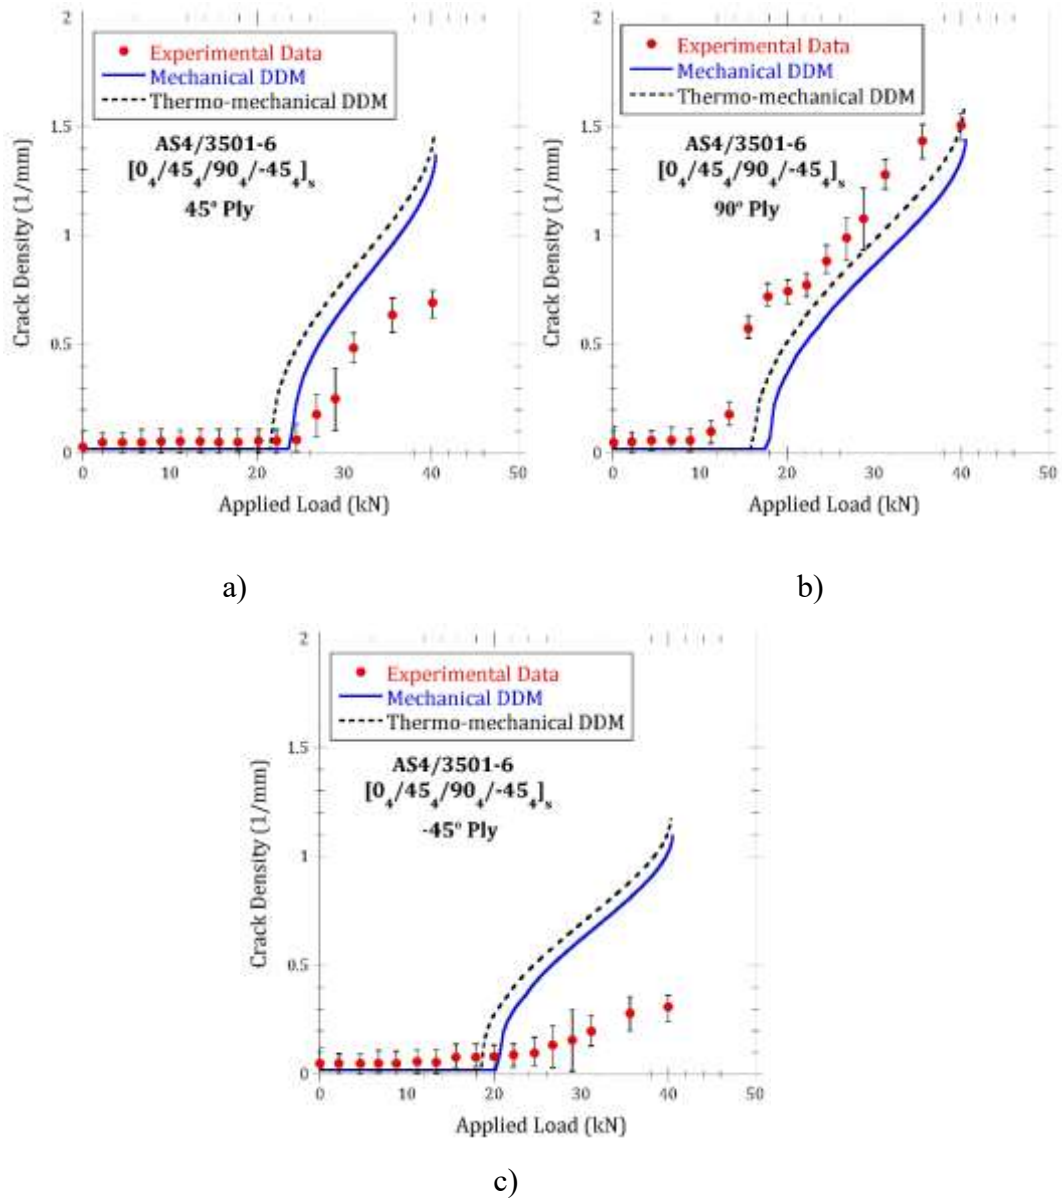 2
Experimental Data
Mechanical DDM
Thermo-mechanical DDM
1.5
AS4/3501-6
[0₄/45₄/90₄/-45₄]ₛ
45° Ply
1
0.5
0
0 10 20 30 40 50
Crack Density (1/mm)
Applied Load (kN)
a)
2
Experimental Data
Mechanical DDM
Thermo-mechanical DDM
1.5
AS4/3501-6
[0₄/45₄/90₄/-45₄]ₛ
90° Ply
1
0.5
0
0 10 20 30 40 50
Crack Density (1/mm)
Applied Load (kN)
b)
2
Experimental Data
Mechanical DDM
Thermo-mechanical DDM
1.5
AS4/3501-6
[0₄/45₄/90₄/-45₄]ₛ
-45° Ply
1
0.5
0
0 10 20 30 40 50
Crack Density (1/mm)
Applied Load (kN)
c)